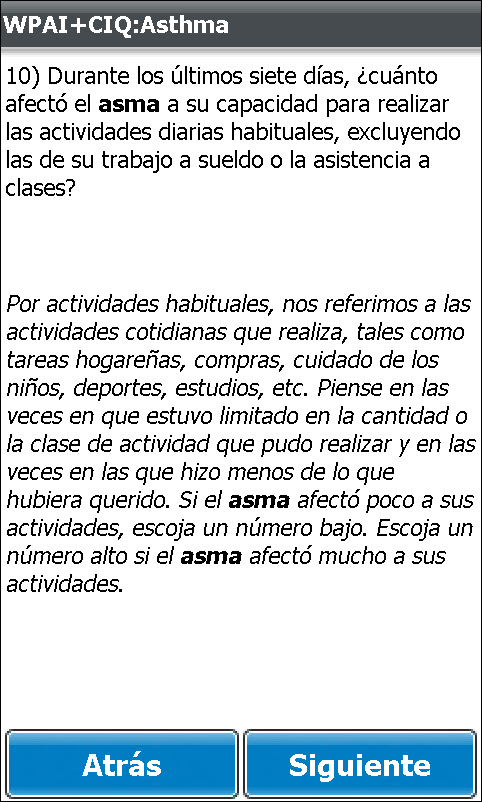 WPAI+CIQ:Asthma
10) Durante los últimos siete días, ¿cuánto
afectó el asma a su capacidad para realizar
las actividades diarias habituales, excluyendo
las de su trabajo a sueldo o la asistencia a
clases?
Por actividades habituales, nos referimos a las
actividades cotidianas que realiza, tales como
tareas hogareñas, compras, cuidado de los
niños, deportes, estudios, etc. Piense en las
veces en que estuvo limitado en la cantidad o
la clase de actividad que pudo realizar y en las
veces en las que hizo menos de lo que
hubiera querido. Si el asma afectó poco a sus
actividades, escoja un número bajo. Escoja un
número alto si el asma afectó mucho a sus
actividades.
Atrás
Siguiente